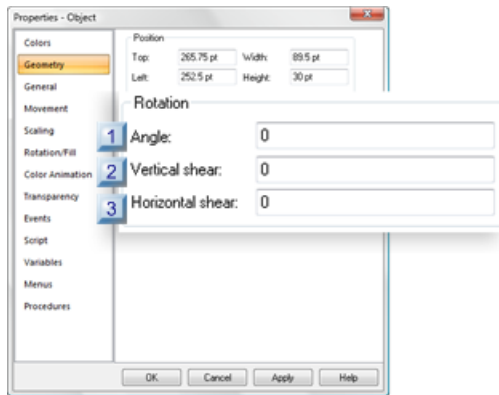 Properties - Object
Colors
Geometry
General
Movement
Scaling
Rotation/Fill
Color Animation
Transparency
Events
Script
Variables
Menus
Procedures
Position
Top: 265.75 pt Width: 89.5 pt
Left: 252.5 pt Height: 30 pt
Rotation
1 Angle: 0
2 Vertical shear: 0
3 Horizontal shear: 0
OK Cancel Apply Help